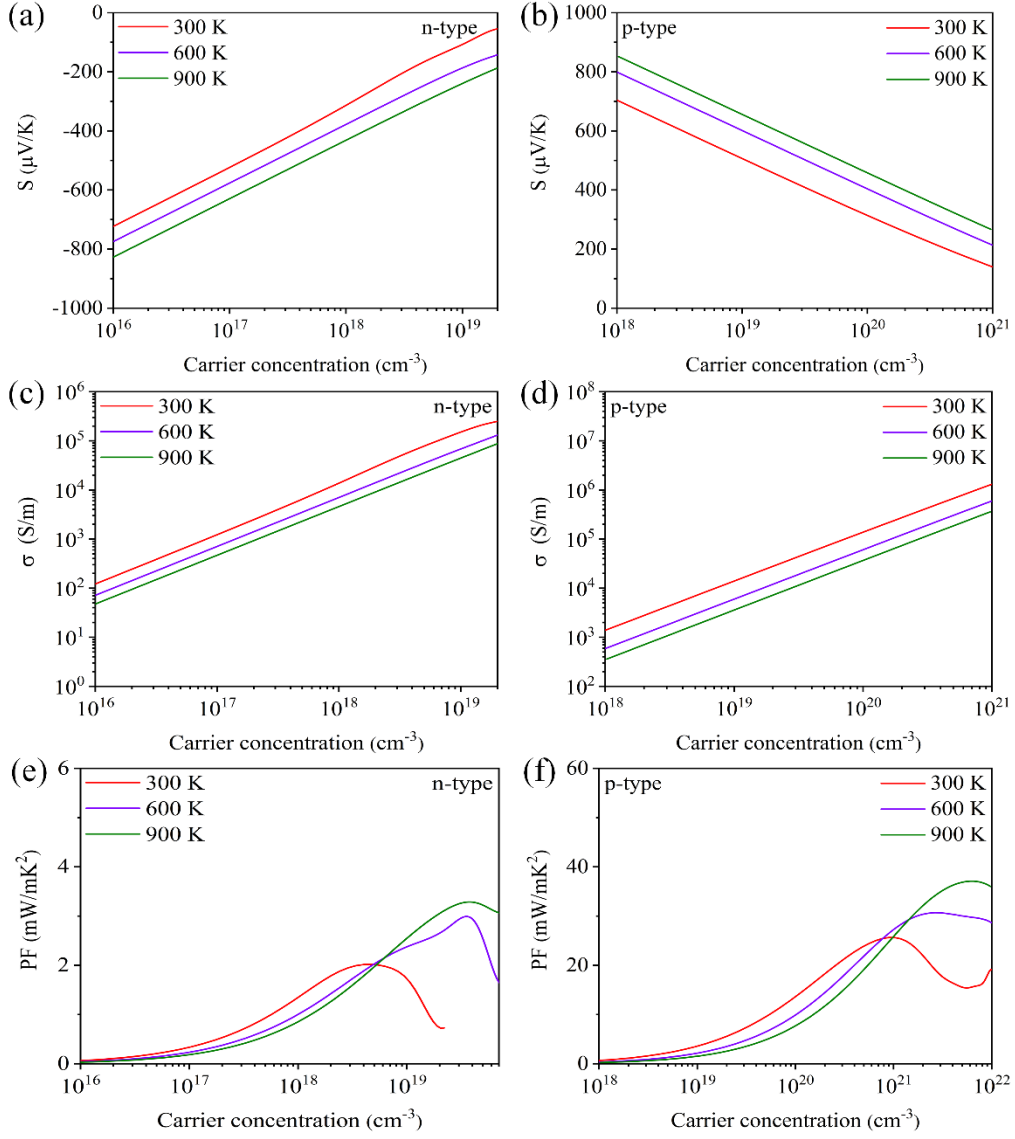 (a)
300 K
600 K
900 K
n-type
S (μV/K)
0
-200
-400
-600
-800
-1000
10^16
10^17
10^18
10^19
Carrier concentration (cm^-3)
(b)
p-type
300 K
600 K
900 K
S (μV/K)
1000
800
600
400
200
0
10^18
10^19
10^20
10^21
Carrier concentration (cm^-3)
(c)
300 K
600 K
900 K
n-type
σ (S/m)
10^6
10^5
10^4
10^3
10^2
10^1
10^0
10^16
10^17
10^18
10^19
Carrier concentration (cm^-3)
(d)
p-type
300 K
600 K
900 K
σ (S/m)
10^8
10^7
10^6
10^5
10^4
10^3
10^2
10^18
10^19
10^20
10^21
Carrier concentration (cm^-3)
(e)
300 K
600 K
900 K
n-type
PF (mW/mK^2)
6
4
2
0
10^16
10^17
10^18
10^19
Carrier concentration (cm^-3)
(f)
p-type
300 K
600 K
900 K
PF (mW/mK^2)
60
40
20
0
10^18
10^19
10^20
10^21
10^22
Carrier concentration (cm^-3)